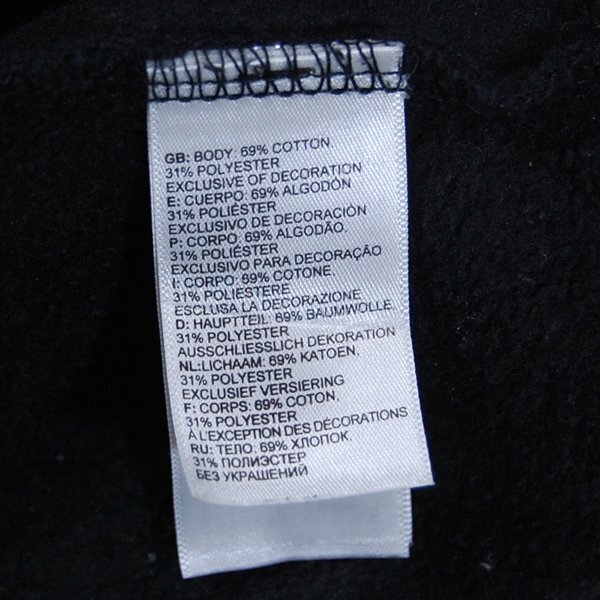 GB: BODY: 69% COTTON,
31% POLYESTER
EXCLUSIVE OF DECORATION
E: CUERPO: 69% ALGODÓN
31% POLIÉSTER
EXCLUSIVO DE DECORACIÓN
P: CORPO: 69% ALGODÃO.
31% POLIÉSTER
EXCLUSIVO PARA DECORAÇÃO
I: CORPO: 69% COTONE,
31% POLIESTERE
ESCLUSA LA DECORAZIONE
D: HAUPTTEIL: 69% BAUMWOLLE,
31% POLYESTER
AUSSCHLIESSLICH DEKORATION
NL:LICHAAM: 69% KATOEN,
31% POLYESTER
EXCLUSIEF VERSIERING
F: CORPS: 69% COTON,
31% POLYESTER
À L'EXCEPTION DES DÉCORATIONS
RU: ТЕЛО: 69% ХЛОПОК.
31% ПОЛИЭСТЕР
БЕЗ УКРАШЕНИЙ